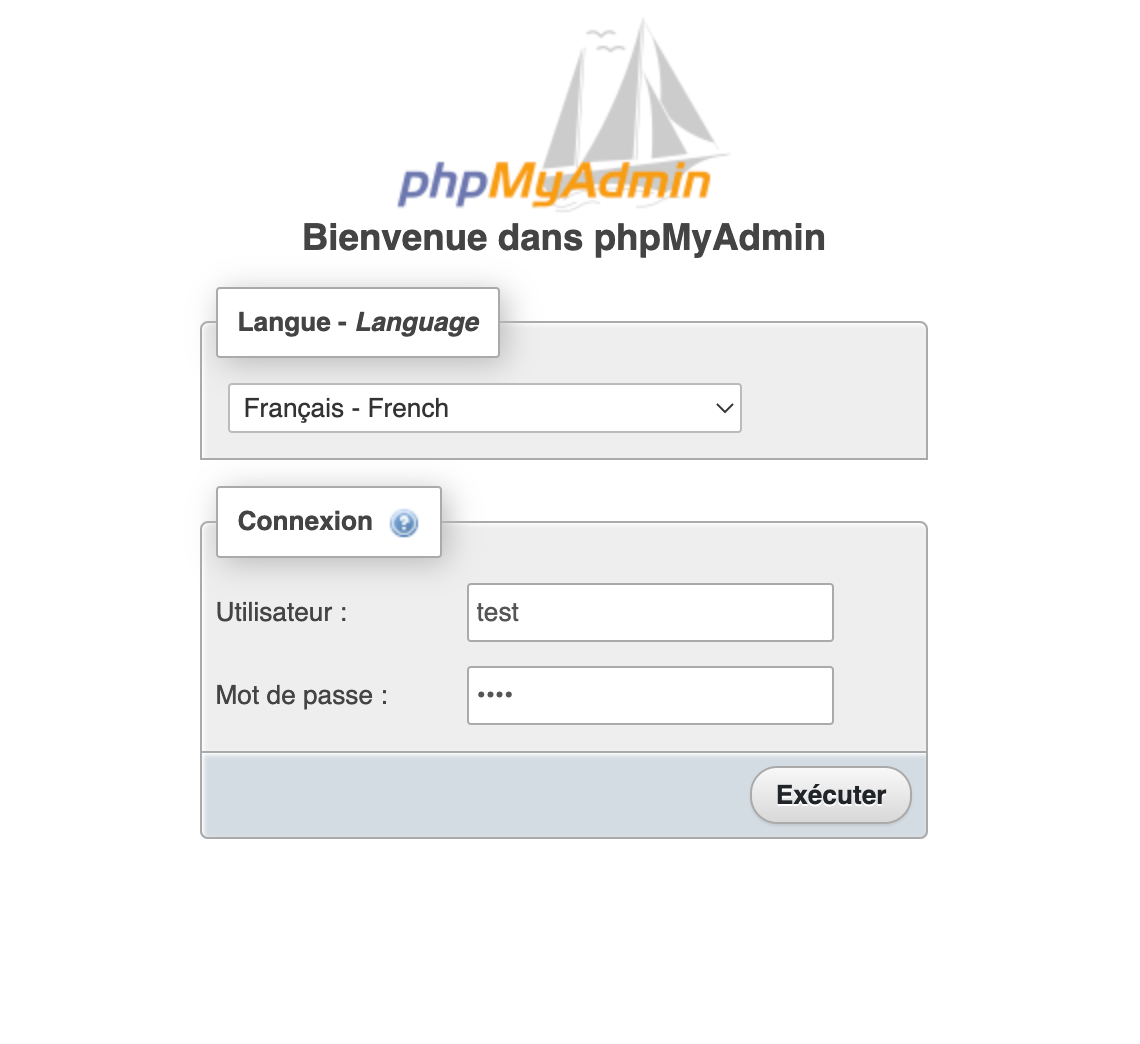 phpMyAdmin
Bienvenue dans phpMyAdmin
Langue - Language
Français - French
Connexion
Utilisateur :
test
Mot de passe :
••••
Exécuter